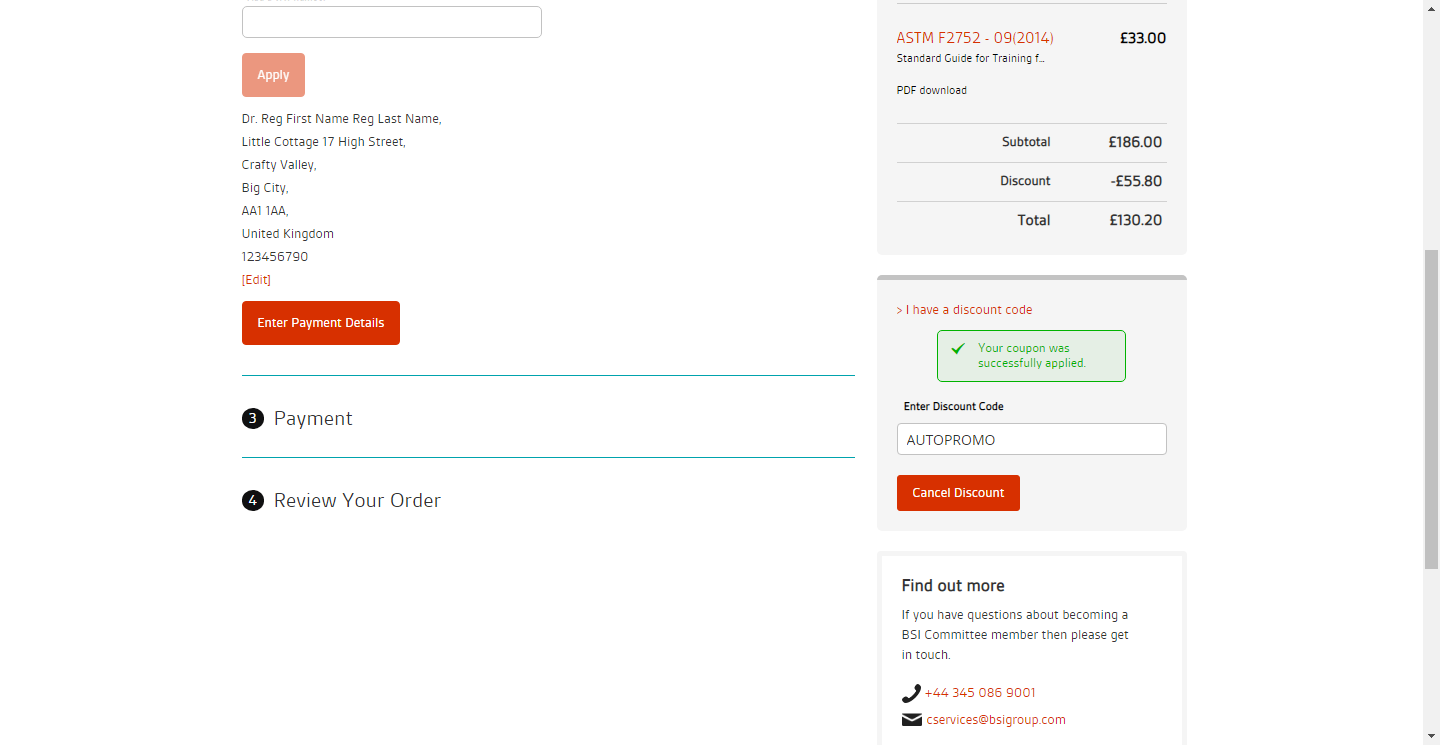 Apply
Dr. Reg First Name Reg Last Name,
Little Cottage 17 High Street,
Crafty Valley,
Big City,
AA1 1AA,
United Kingdom
123456790
[Edit]
Enter Payment Details
3 Payment
4 Review Your Order
ASTM F2752 - 09(2014) £33.00
Standard Guide for Training f...
PDF download
Subtotal £186.00
Discount -£55.80
Total £130.20
> I have a discount code
Your coupon was
successfully applied.
Enter Discount Code
AUTOPROMO
Cancel Discount
Find out more
If you have questions about becoming a
BSI Committee member then please get
in touch.
+44 345 086 9001
cservices@bsigroup.com